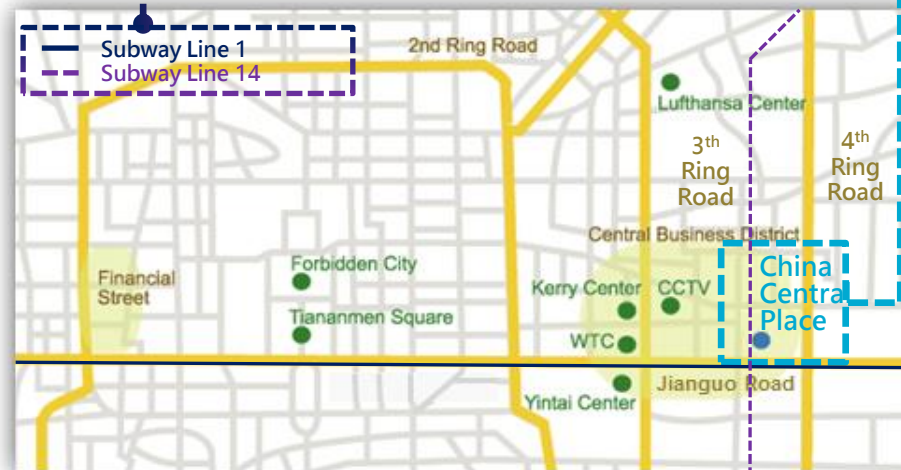 Subway Line 1
Subway Line 14
2nd Ring Road
Lufthansa Center
3th
Ring
Road
4th
Ring
Road
Central Business District
Financial
Street
Forbidden City
Tiananmen Square
Kerry Center
CCTV
WTC
China
Central
Place
Jianguo Road
Yintai Center